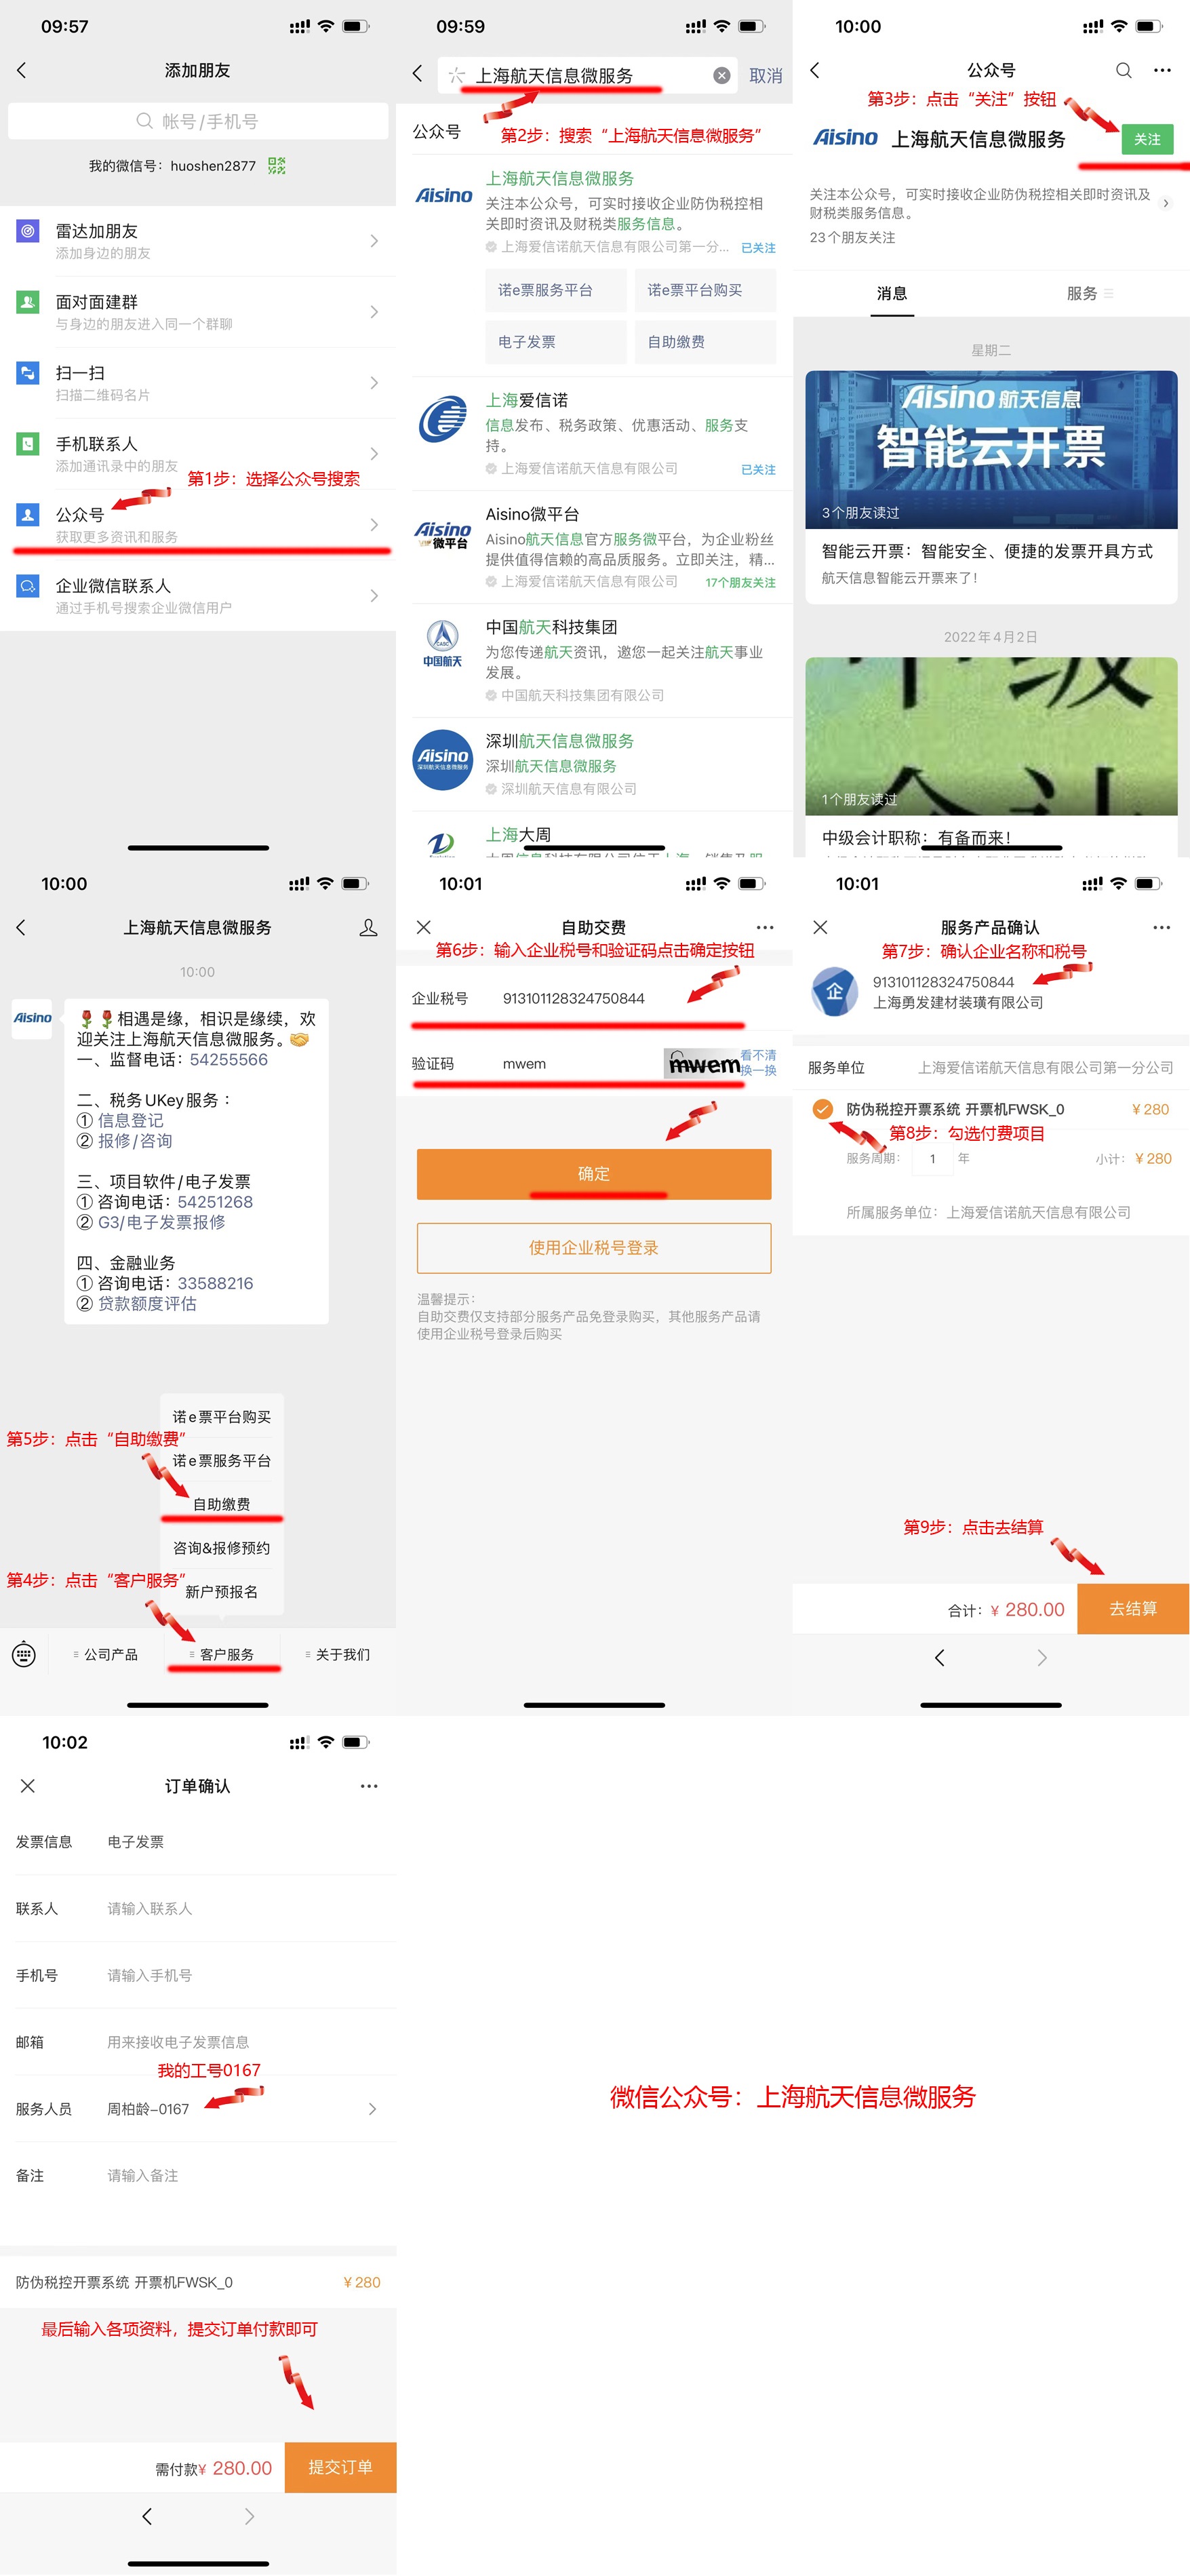 09:57
添加朋友
帐号/手机号
我的微信号：huoshen2877
雷达加朋友
添加身边的朋友
面对面建群
与身边的朋友进入同一个群聊
扫一扫
扫描二维码名片
手机联系人
添加通讯录中的朋友
第1步：选择公众号搜索
公众号
获取更多资讯和服务
企业微信联系人
通过手机号搜索企业微信用户
09:59
上海航天信息微服务
取消
公众号
第2步：搜索“上海航天信息微服务”
Aisino
上海航天信息微服务
关注本公众号，可实时接收企业防伪税控相
关即时资讯及财税类服务信息。
上海爱信诺航天信息有限公司第一分...
已关注
诺e票服务平台
诺e票平台购买
电子发票
自助缴费
上海爱信诺
信息发布、税务政策、优惠活动、服务支
持。
上海爱信诺航天信息有限公司
已关注
Aisino
微平台
Aisino微平台
Aisino航天信息官方服务微平台，为企业粉丝
提供值得信赖的高品质服务。立即关注，精...
上海爱信诺航天信息有限公司
17个朋友关注
CASC
中国航天
中国航天科技集团
为您传递航天资讯，邀您一起关注航天事业
发展。
中国航天科技集团有限公司
Aisino
深圳航天信息微服务
深圳航天信息微服务
深圳航天信息微服务
深圳航天信息有限公司
上海大周
10:00
公众号
第3步：点击“关注”按钮
Aisino
上海航天信息微服务
关注
关注本公众号，可实时接收企业防伪税控相关即时资讯及
财税类服务信息。
23个朋友关注
消息
服务
星期二
Aisino 航天信息
智能云开票
3个朋友读过
智能云开票：智能安全、便捷的发票开具方式
航天信息智能云开票来了！
2022年4月2日
1个朋友读过
中级会计职称：有备而来！
10:00
上海航天信息微服务
10:00
Aisino
🌹🌹相遇是缘，相识是缘续，欢
迎关注上海航天信息微服务。🤝
一、监督电话：54255566
二、税务UKey服务：
① 信息登记
② 报修/咨询
三、项目软件/电子发票
① 咨询电话：54251268
② G3/电子发票报修
四、金融业务
① 咨询电话：33588216
② 贷款额度评估
诺e票平台购买
第5步：点击“自助缴费”
诺e票服务平台
自助缴费
咨询&报修预约
第4步：点击“客户服务”
新户预报名
公司产品
客户服务
关于我们
10:01
自助交费
第6步：输入企业税号和验证码点击确定按钮
企业税号
913101128324750844
验证码
mwem
mwem
看不清
换一换
确定
使用企业税号登录
温馨提示：
自助交费仅支持部分服务产品免登录购买，其他服务产品请
使用企业税号登录后购买
10:01
服务产品确认
第7步：确认企业名称和税号
企
913101128324750844
上海勇发建材装璜有限公司
服务单位
上海爱信诺航天信息有限公司第一分公司
防伪税控开票系统 开票机FWSK_0
¥280
第8步：勾选付费项目
服务周期：
1
年
小计：¥280
所属服务单位：上海爱信诺航天信息有限公司
第9步：点击去结算
合计：¥ 280.00
去结算
10:02
订单确认
发票信息
电子发票
联系人
请输入联系人
手机号
请输入手机号
邮箱
用来接收电子发票信息
我的工号0167
服务人员
周柏龄-0167
备注
请输入备注
防伪税控开票系统 开票机FWSK_0
¥280
最后输入各项资料，提交订单付款即可
需付款¥ 280.00
提交订单
微信公众号：上海航天信息微服务